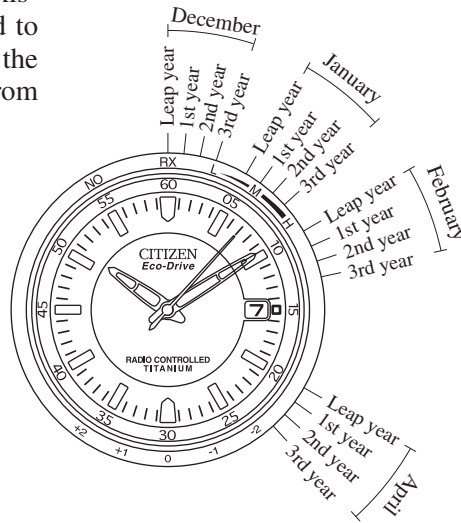 d to
the
rom
December
Leap year
1st year
2nd year
3rd year
January
Leap year
1st year
2nd year
3rd year
February
Leap year
1st year
2nd year
3rd year
April
Leap year
1st year
2nd year
3rd year
NO RX L M H
60
05
10
15
20
25
30
35
40
45
50
55
CITIZEN
Eco-Drive
7
RADIO CONTROLLED
TITANIUM
+2 +1 0 -1 -2